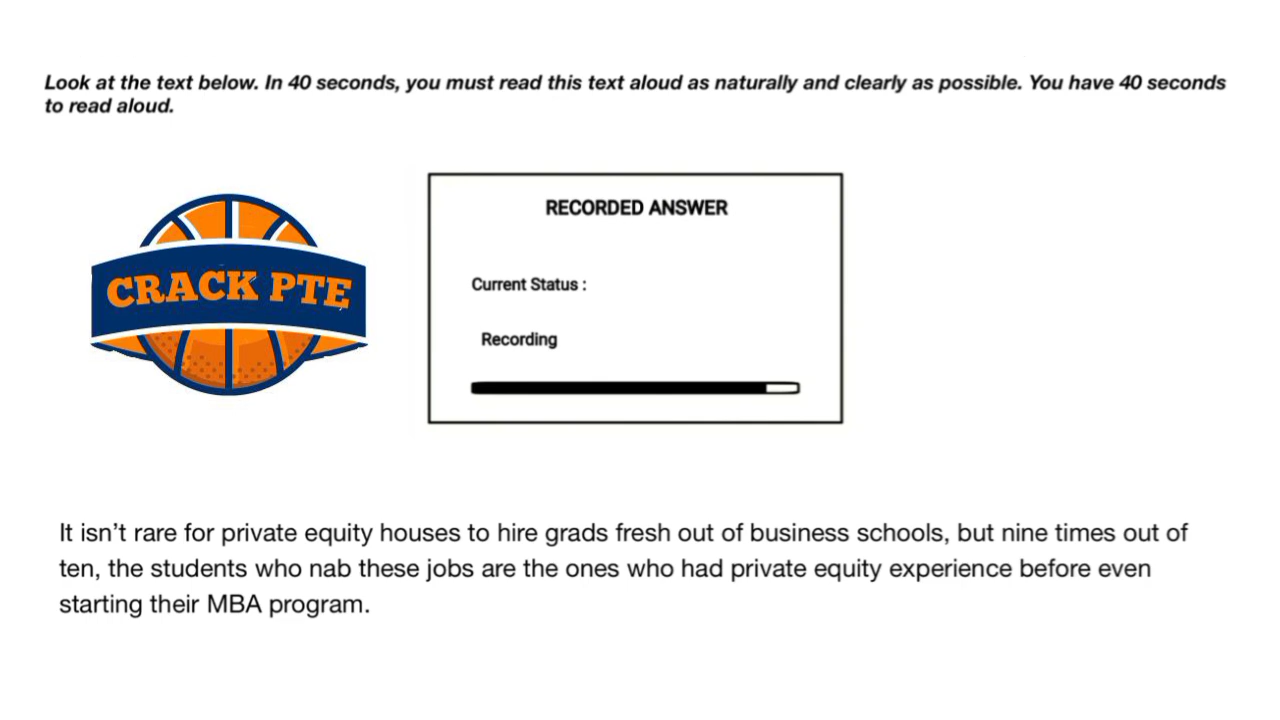 Look at the text below. In 40 seconds, you must read this text aloud as naturally and clearly as possible. You have 40 seconds
to read aloud.
CRACK PTE
RECORDED ANSWER
Current Status :
Recording
It isn’t rare for private equity houses to hire grads fresh out of business schools, but nine times out of
ten, the students who nab these jobs are the ones who had private equity experience before even
starting their MBA program.